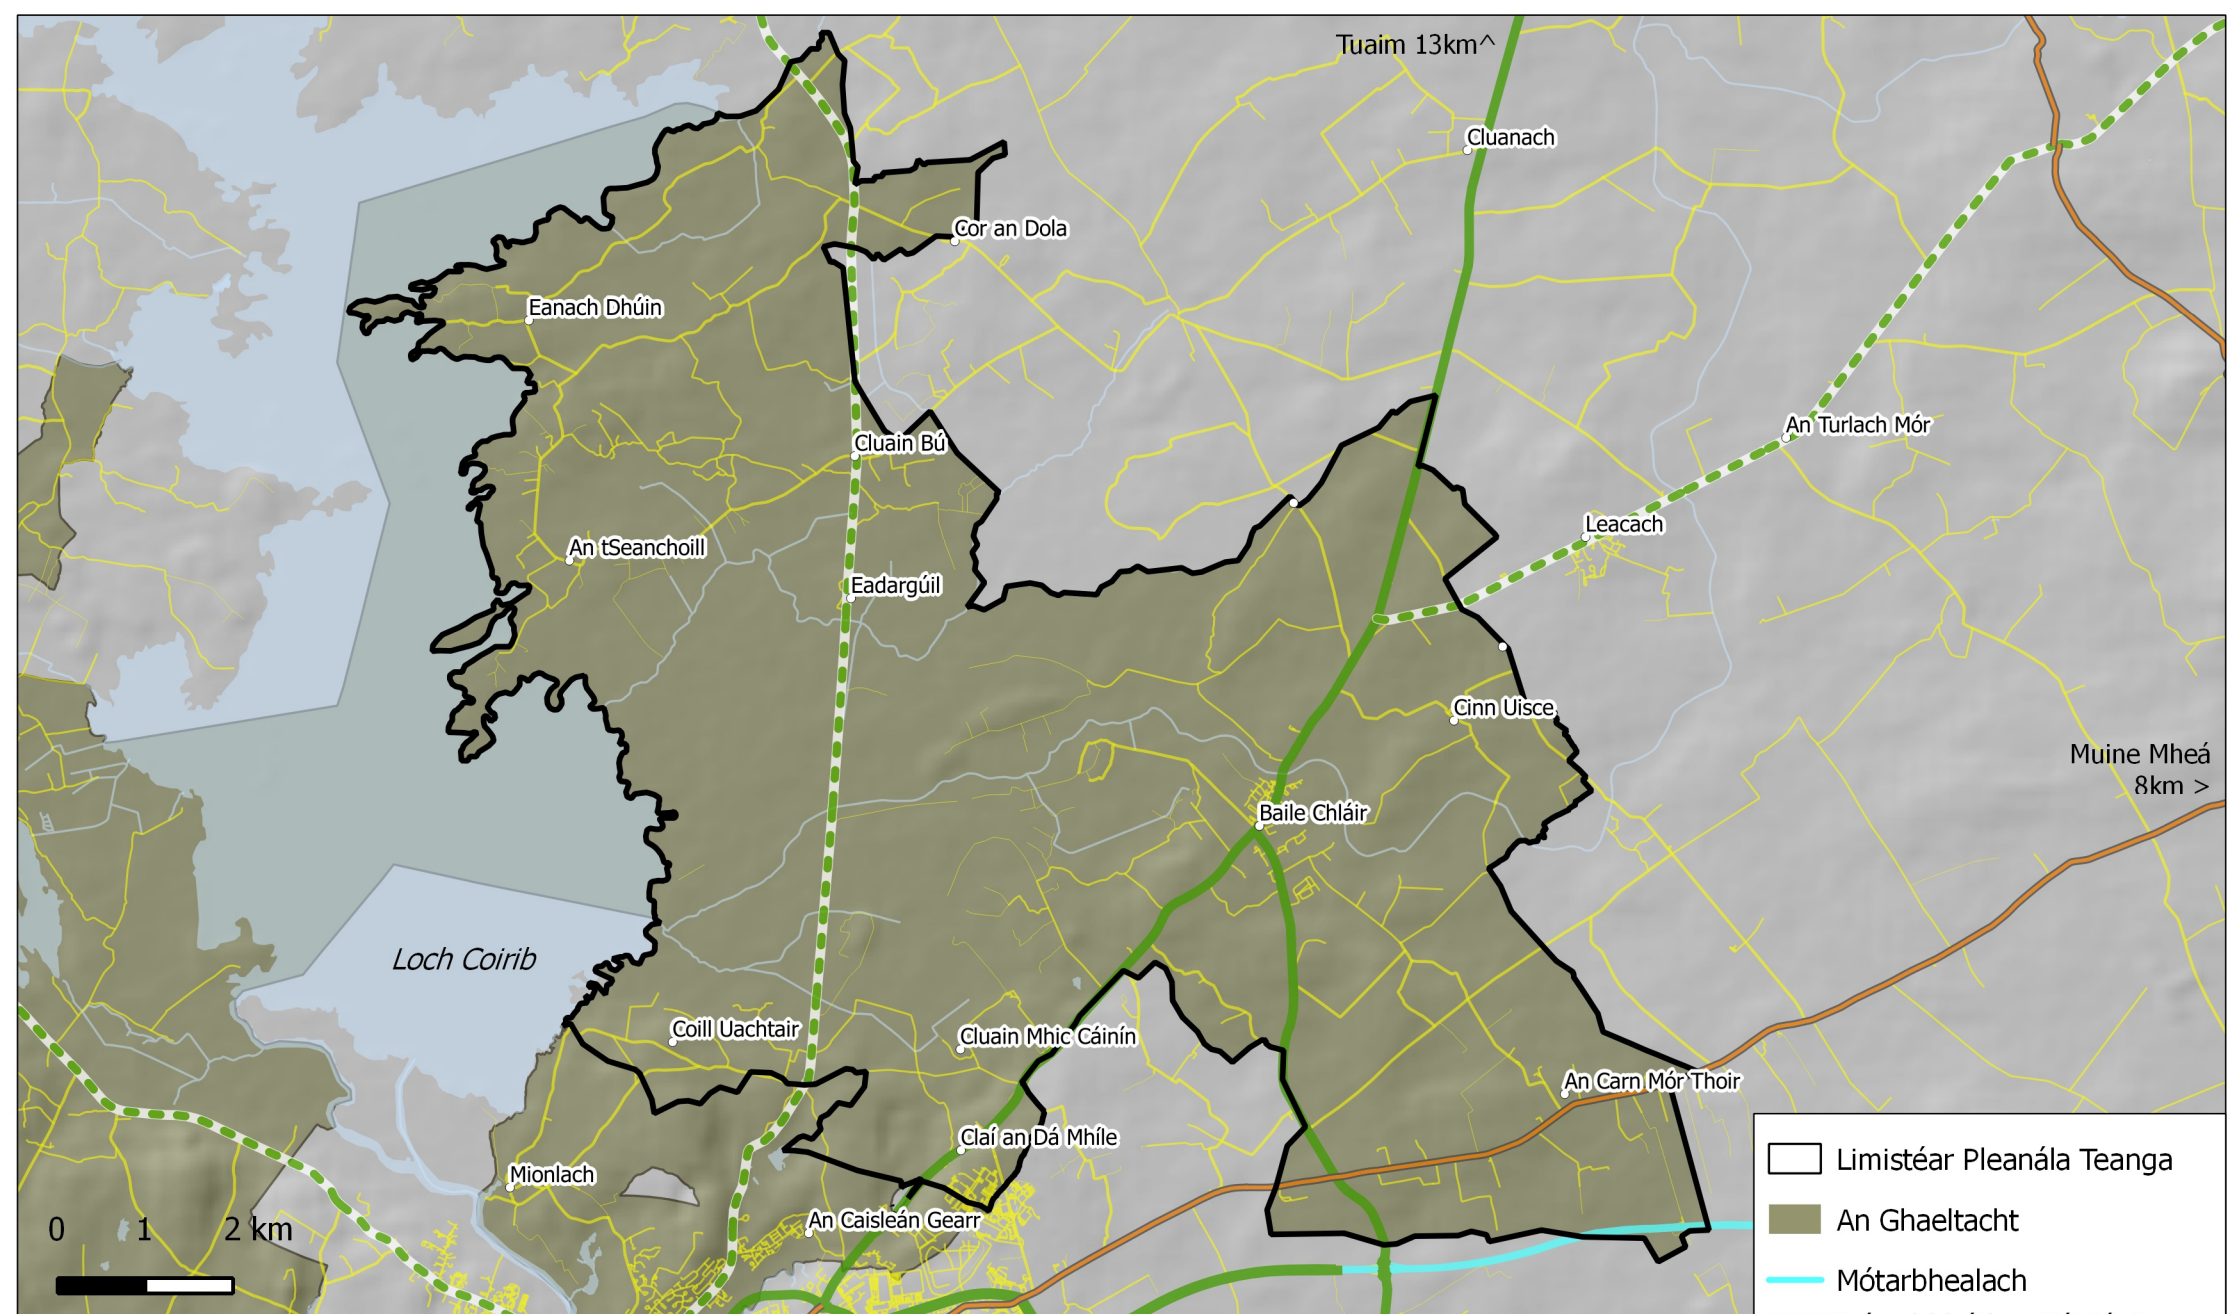 Tuaim 13km^
Cluanach
Cor an Dola
Eanach Dhúin
An Turlach Mór
Cluain Bú
Leacach
An tSeanchoill
Eadargúil
Cinn Uisce
Muine Mheá
8km >
Baile Chláir
Loch Coirib
Coill Uachtair
Cluain Mhic Cáinín
An Carn Mór Thoir
Claí an Dá Mhíle
Mionlach
An Caisleán Gearr
0 1 2 km
Limistéar Pleanála Teanga
An Ghaeltacht
Mótarbhealach